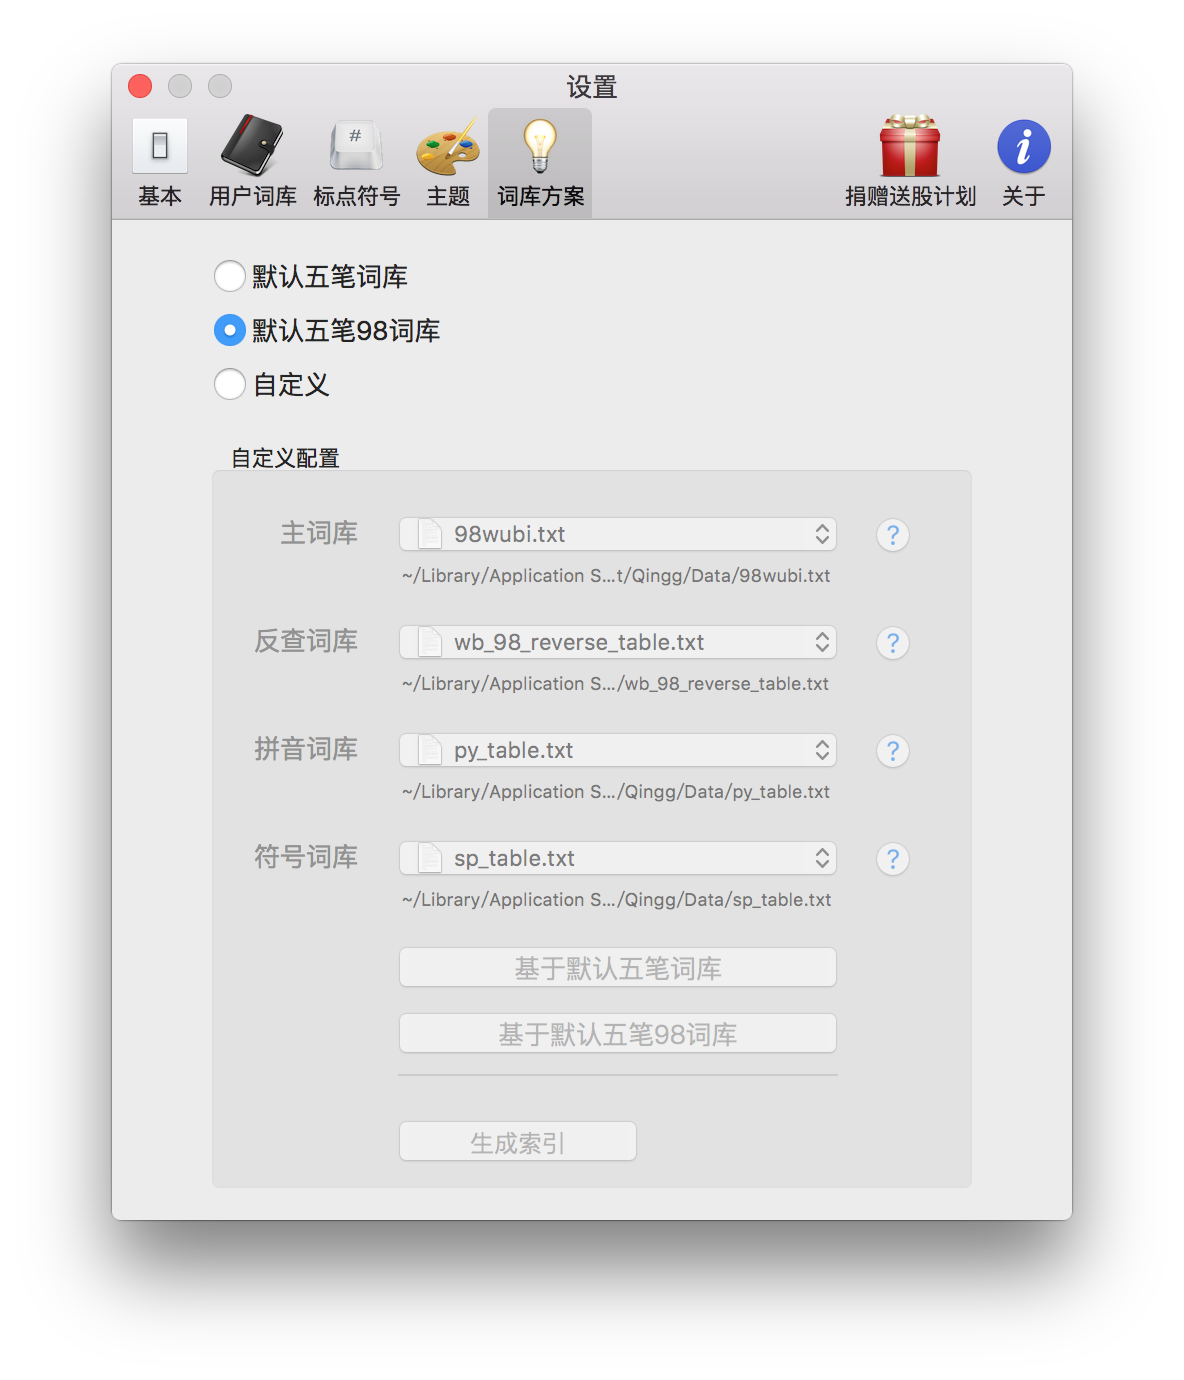 设置
基本 用户词库 标点符号 主题 词库方案 捐赠送股计划 关于
默认五笔词库
默认五笔98词库
自定义
自定义配置
主词库 98wubi.txt ?
~/Library/Application S...t/Qingg/Data/98wubi.txt
反查词库 wb_98_reverse_table.txt ?
~/Library/Application S.../wb_98_reverse_table.txt
拼音词库 py_table.txt ?
~/Library/Application S.../Qingg/Data/py_table.txt
符号词库 sp_table.txt ?
~/Library/Application S.../Qingg/Data/sp_table.txt
基于默认五笔词库
基于默认五笔98词库
生成索引